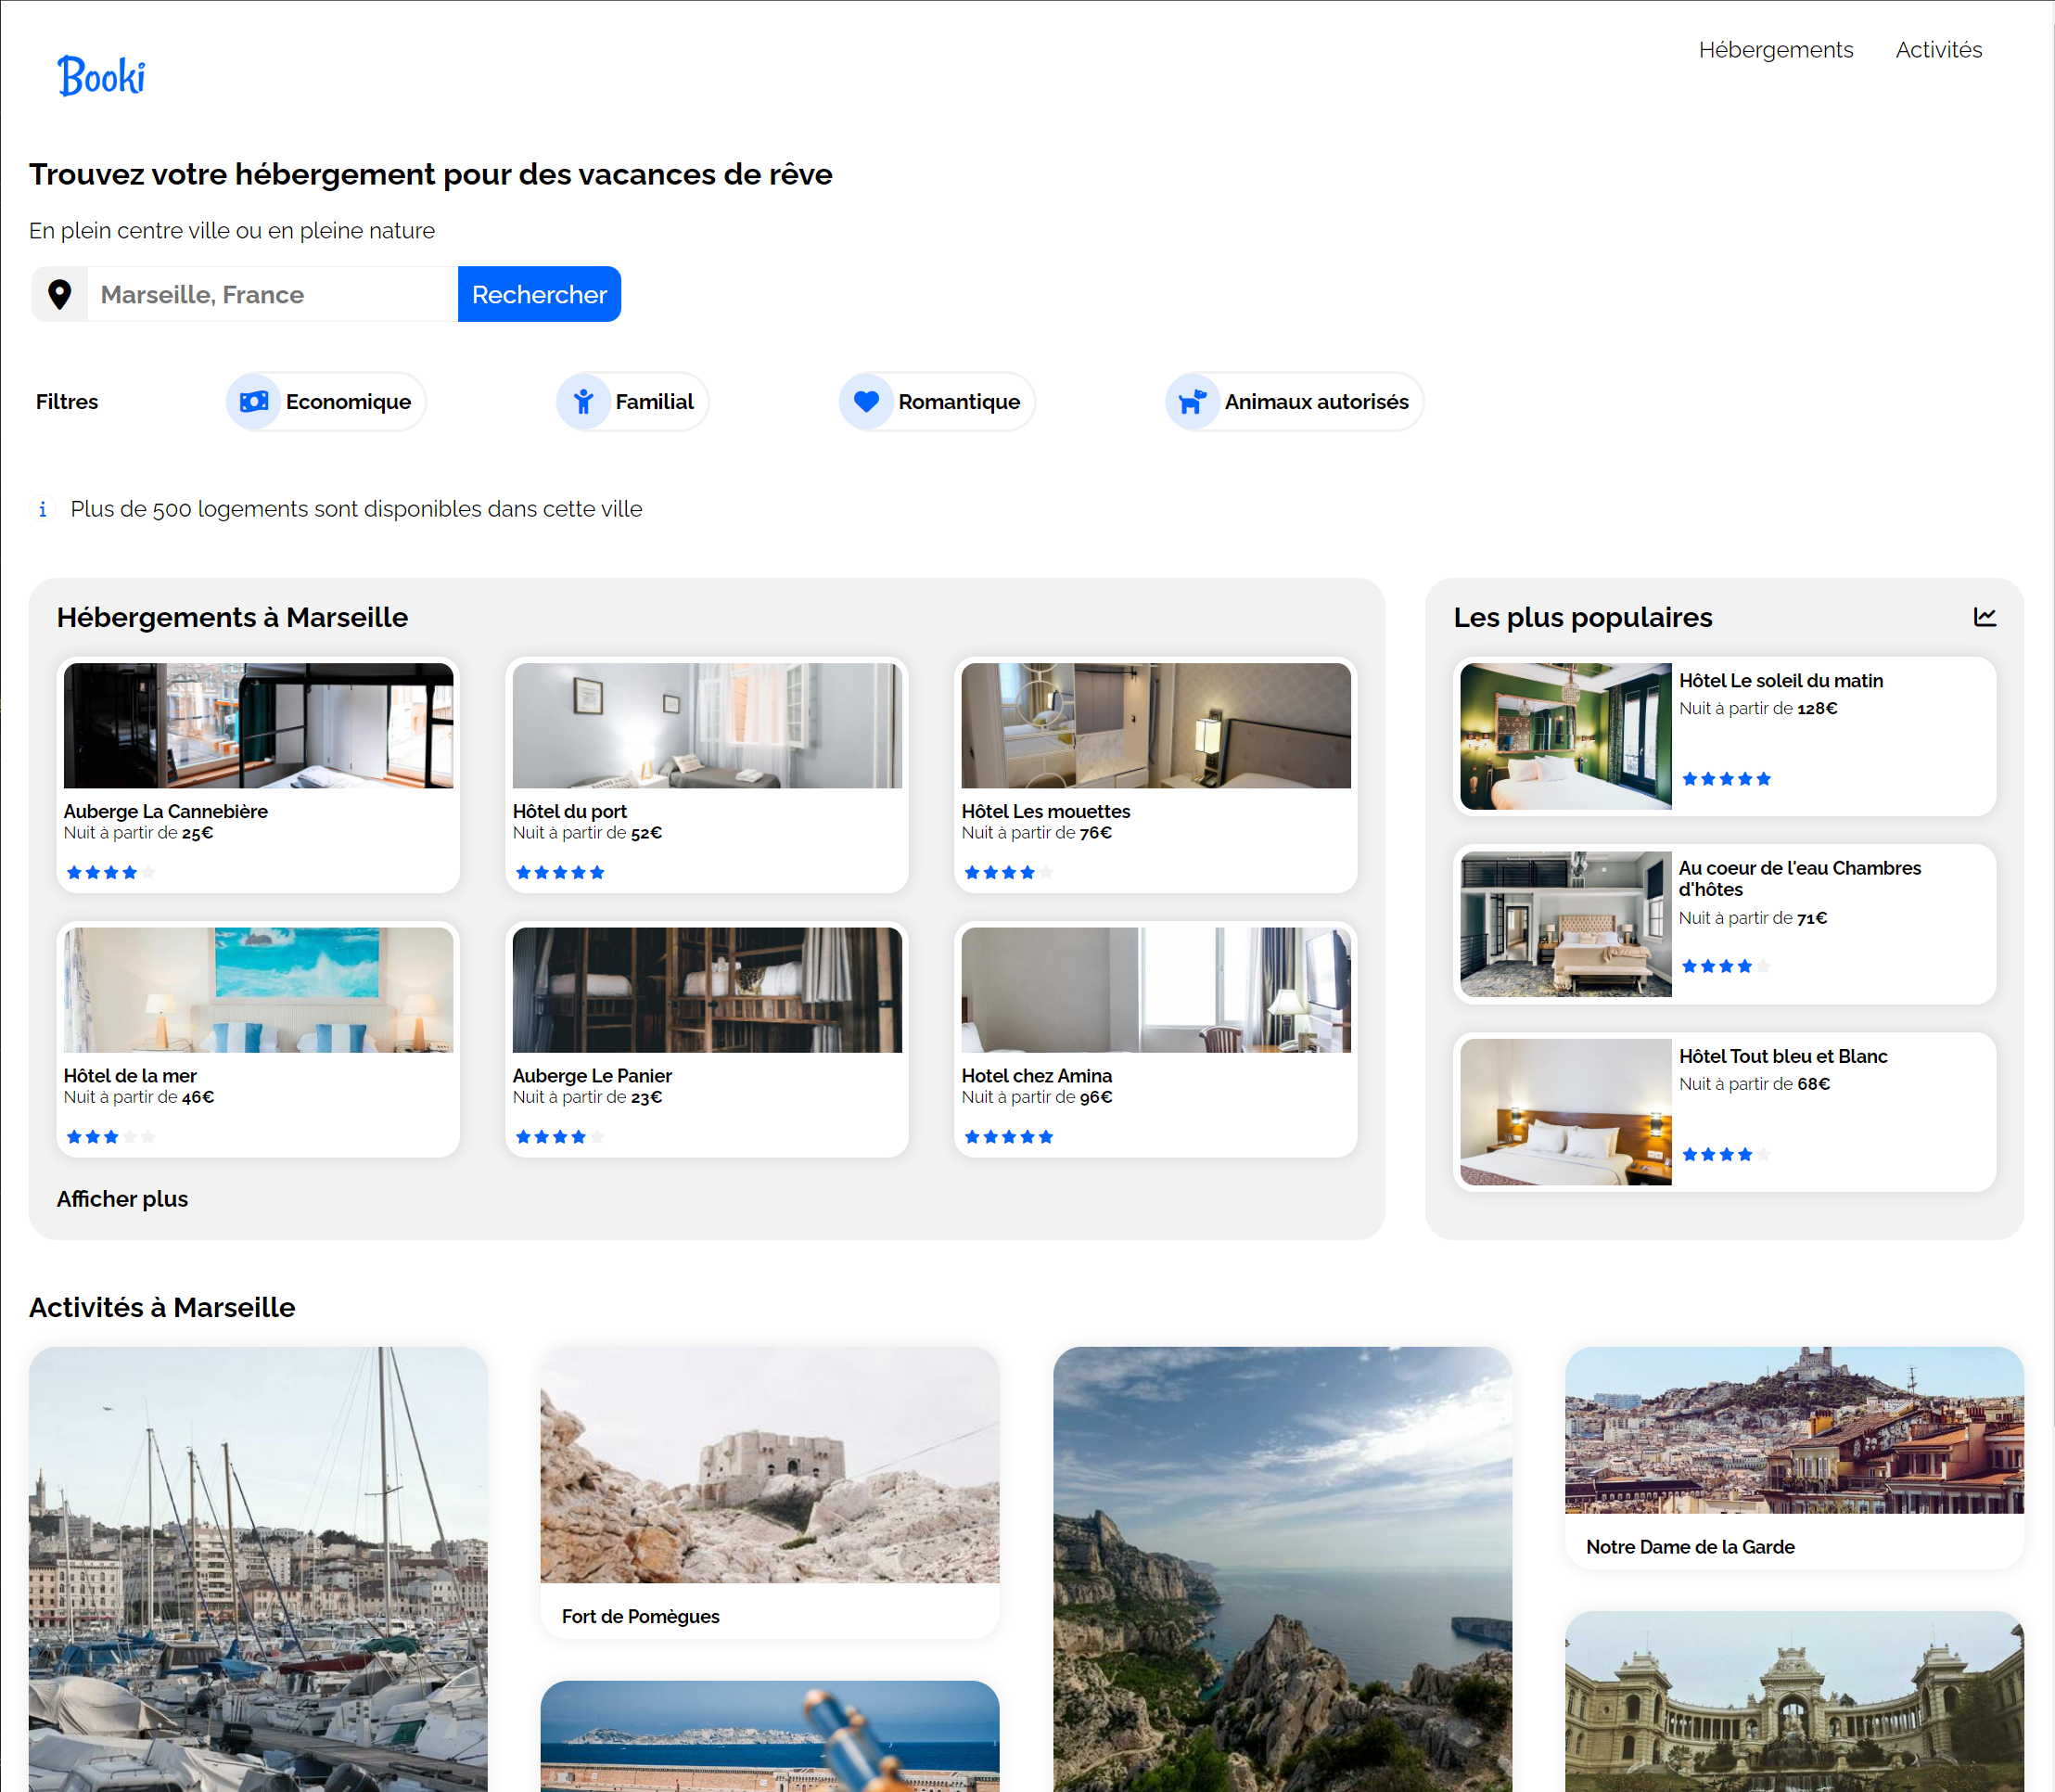 Booki
Hébergements
Activités
Trouvez votre hébergement pour des vacances de rêve
En plein centre ville ou en pleine nature
Marseille, France
Rechercher
Filtres
Economique
Familial
Romantique
Animaux autorisés
Plus de 500 logements sont disponibles dans cette ville
Hébergements à Marseille
Auberge La Cannebière
Nuit à partir de 25€
Hôtel du port
Nuit à partir de 52€
Hôtel Les mouettes
Nuit à partir de 76€
Hôtel de la mer
Nuit à partir de 46€
Auberge Le Panier
Nuit à partir de 23€
Hotel chez Amina
Nuit à partir de 96€
Afficher plus
Les plus populaires
Hôtel Le soleil du matin
Nuit à partir de 128€
Au coeur de l'eau Chambres
d'hôtes
Nuit à partir de 71€
Hôtel Tout bleu et Blanc
Nuit à partir de 68€
Activités à Marseille
Fort de Pomègues
Notre Dame de la Garde